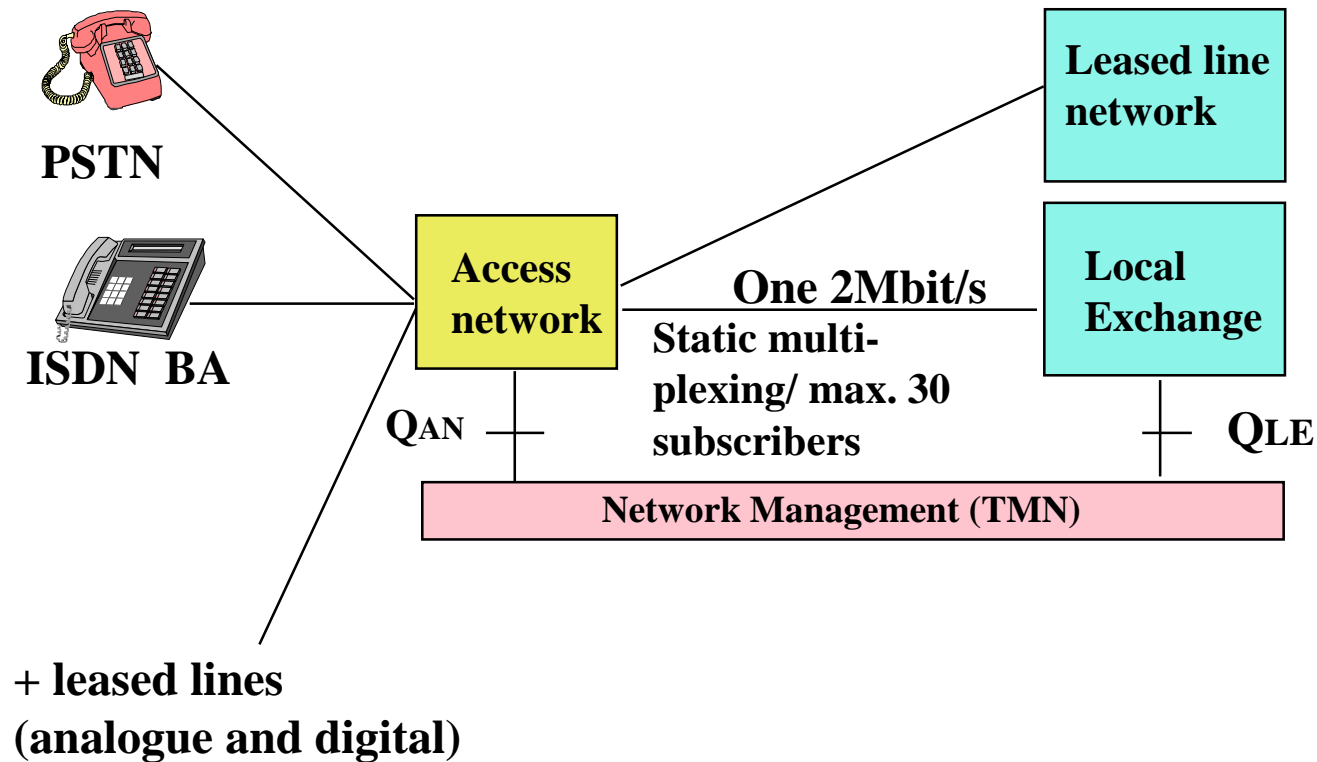 PSTN
ISDN BA
+ leased lines
(analogue and digital)
Access
network
Leased line
network
One 2Mbit/s
Static multi-
plexing/ max. 30
subscribers
Local
Exchange
QAN
QLE
Network Management (TMN)